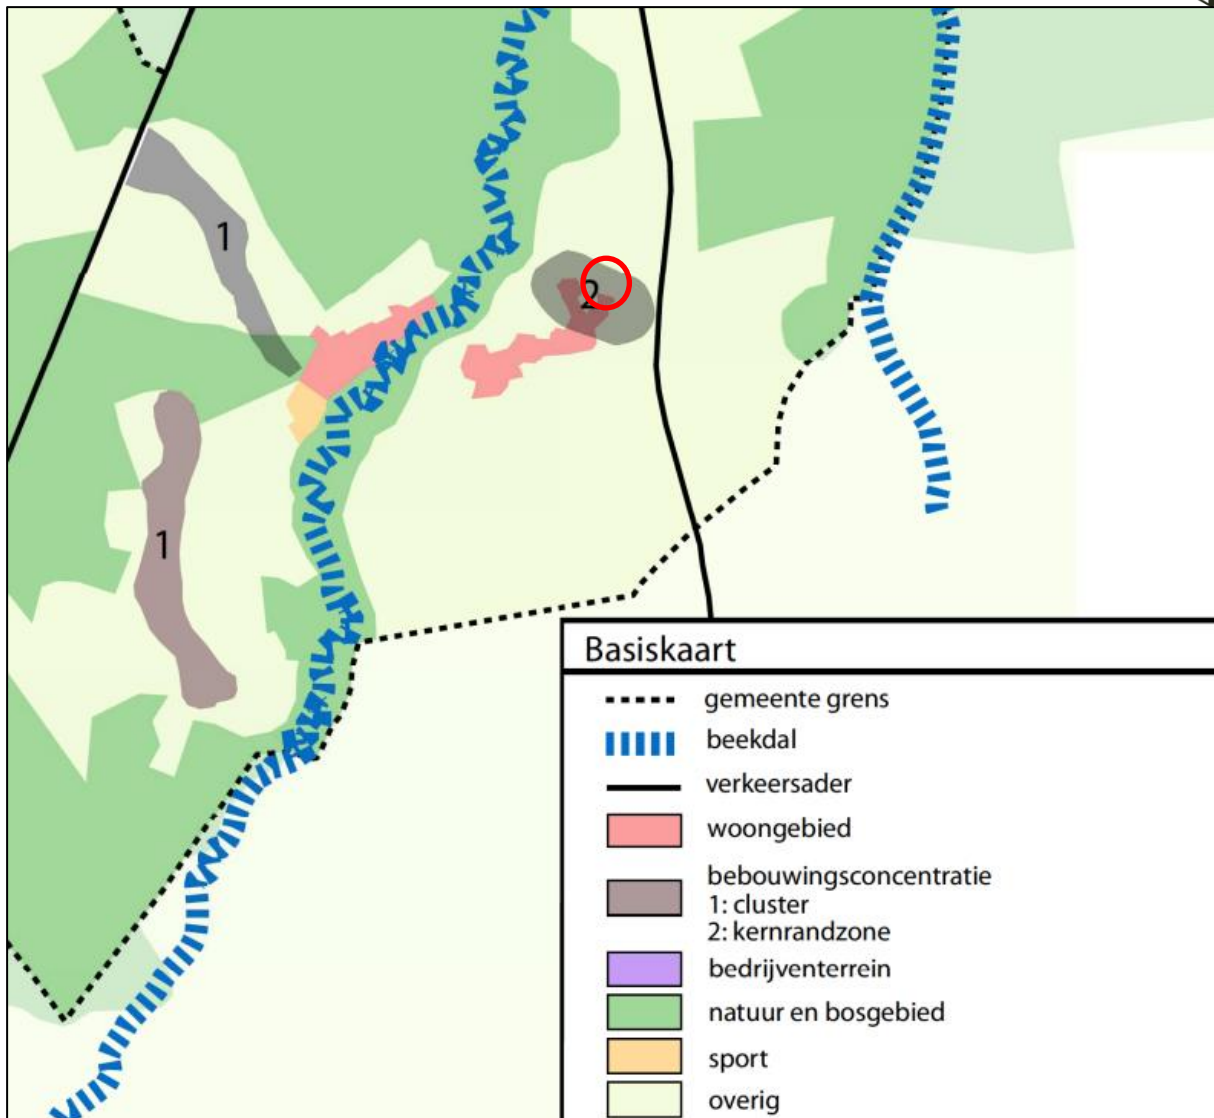 1
2
1
Basiskaart
gemeente grens
beekdal
verkeersader
woongebied
bebouwingsconcentratie
1: cluster
2: kernrandzone
bedrijventerrein
natuur en bosgebied
sport
overig